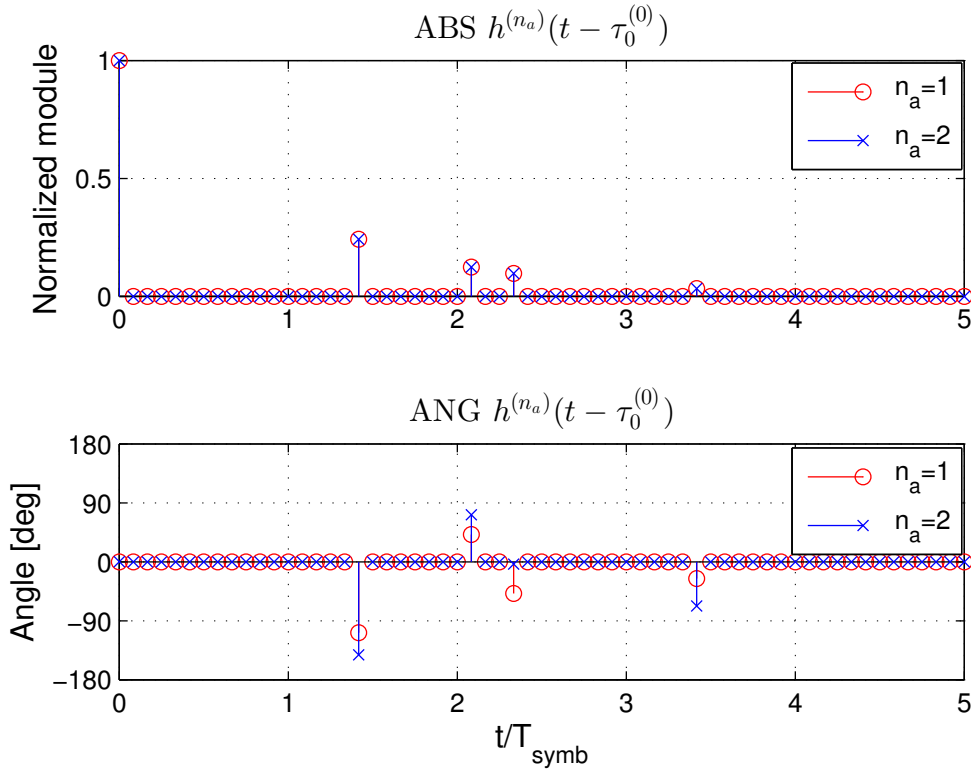 ABS h^{(n_a)}(t − τ_0^{(0)})
Normalized module
1
0.5
0
0 1 2 3 4 5
n_a=1
n_a=2
ANG h^{(n_a)}(t − τ_0^{(0)})
Angle [deg]
180
90
0
−90
−180
0 1 2 3 4 5
n_a=1
n_a=2
t/T_symb